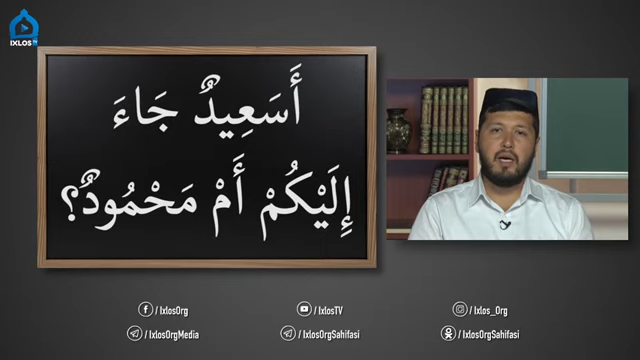 IXLOS
أَسَعِيدٌ جَاءَ
إِلَيْكُمْ أَمْ مَحْمُودٌ؟
/ IxlosOrg
/ IxlosTV
/ Ixlos_Org
/ IxlosOrgMedia
/ IxlosOrgSahifasi
/ IxlosOrgSahifasi